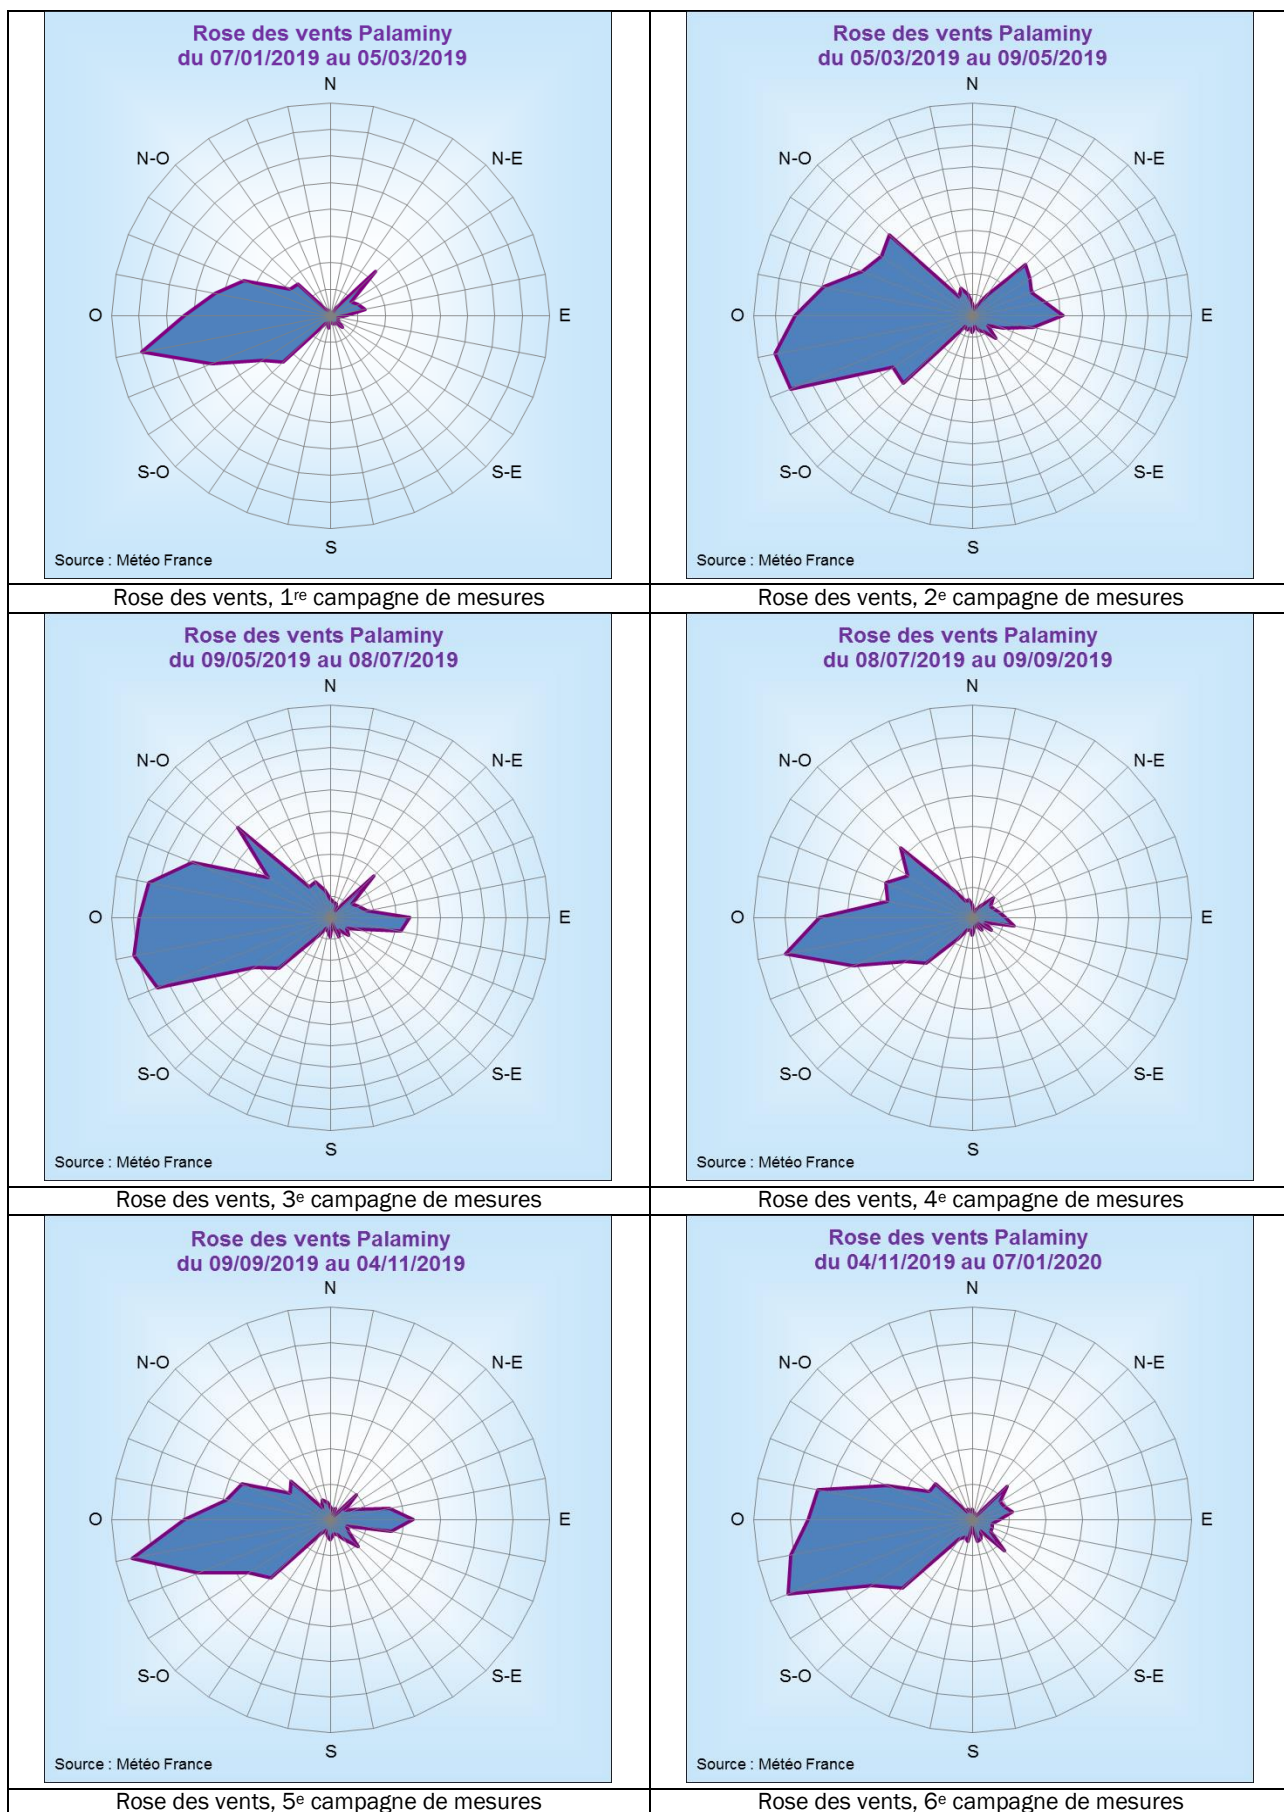 Rose des vents Palaminy
du 07/01/2019 au 05/03/2019
N
N-O
N-E
O
E
S-O
S-E
S
Source : Météo France
Rose des vents, 1re campagne de mesures
Rose des vents Palaminy
du 05/03/2019 au 09/05/2019
N
N-O
N-E
O
E
S-O
S-E
S
Source : Météo France
Rose des vents, 2e campagne de mesures
Rose des vents Palaminy
du 09/05/2019 au 08/07/2019
N
N-O
N-E
O
E
S-O
S-E
S
Source : Météo France
Rose des vents, 3e campagne de mesures
Rose des vents Palaminy
du 08/07/2019 au 09/09/2019
N
N-O
N-E
O
E
S-O
S-E
S
Source : Météo France
Rose des vents, 4e campagne de mesures
Rose des vents Palaminy
du 09/09/2019 au 04/11/2019
N
N-O
N-E
O
E
S-O
S-E
S
Source : Météo France
Rose des vents, 5e campagne de mesures
Rose des vents Palaminy
du 04/11/2019 au 07/01/2020
N
N-O
N-E
O
E
S-O
S-E
S
Source : Météo France
Rose des vents, 6e campagne de mesures